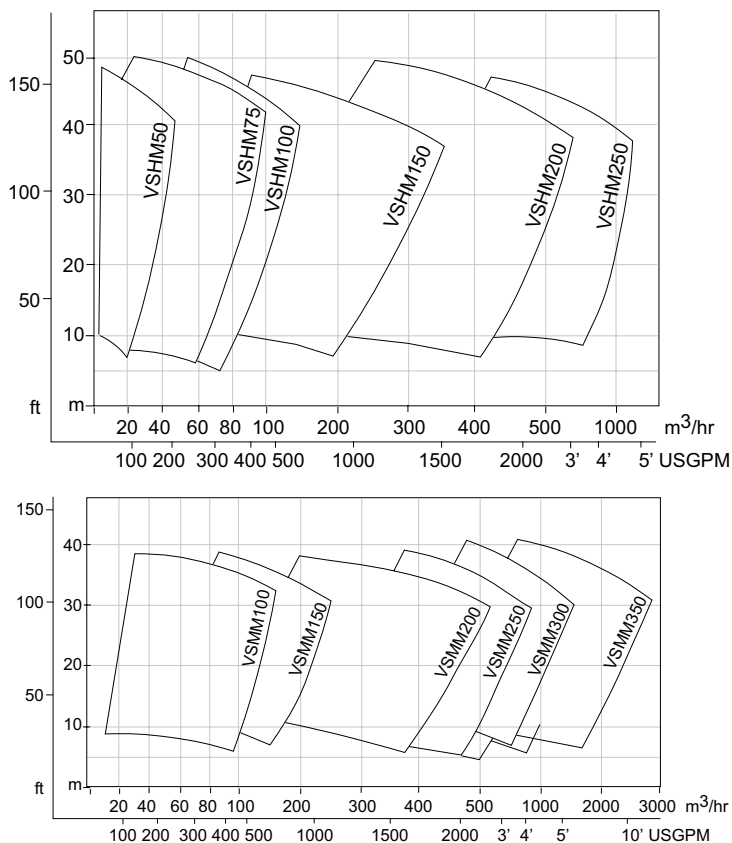 50
150
40
VSHM50
VSHM75
VSHM100
VSHM150
VSHM200
VSHM250
100
30
20
50
10
ft m
20 40 60 80 100 200 300 400 500 1000 m³/hr
100 200 300 400 500 1000 1500 2000 3' 4' 5' USGPM
150
40
100
30
VSMM100
VSMM150
VSMM200
VSMM250
VSMM300
VSMM350
20
50
10
ft m
20 40 60 80 100 200 300 400 500 1000 2000 3000 m³/hr
100 200 300 400 500 1000 1500 2000 3' 4' 5' 10' USGPM